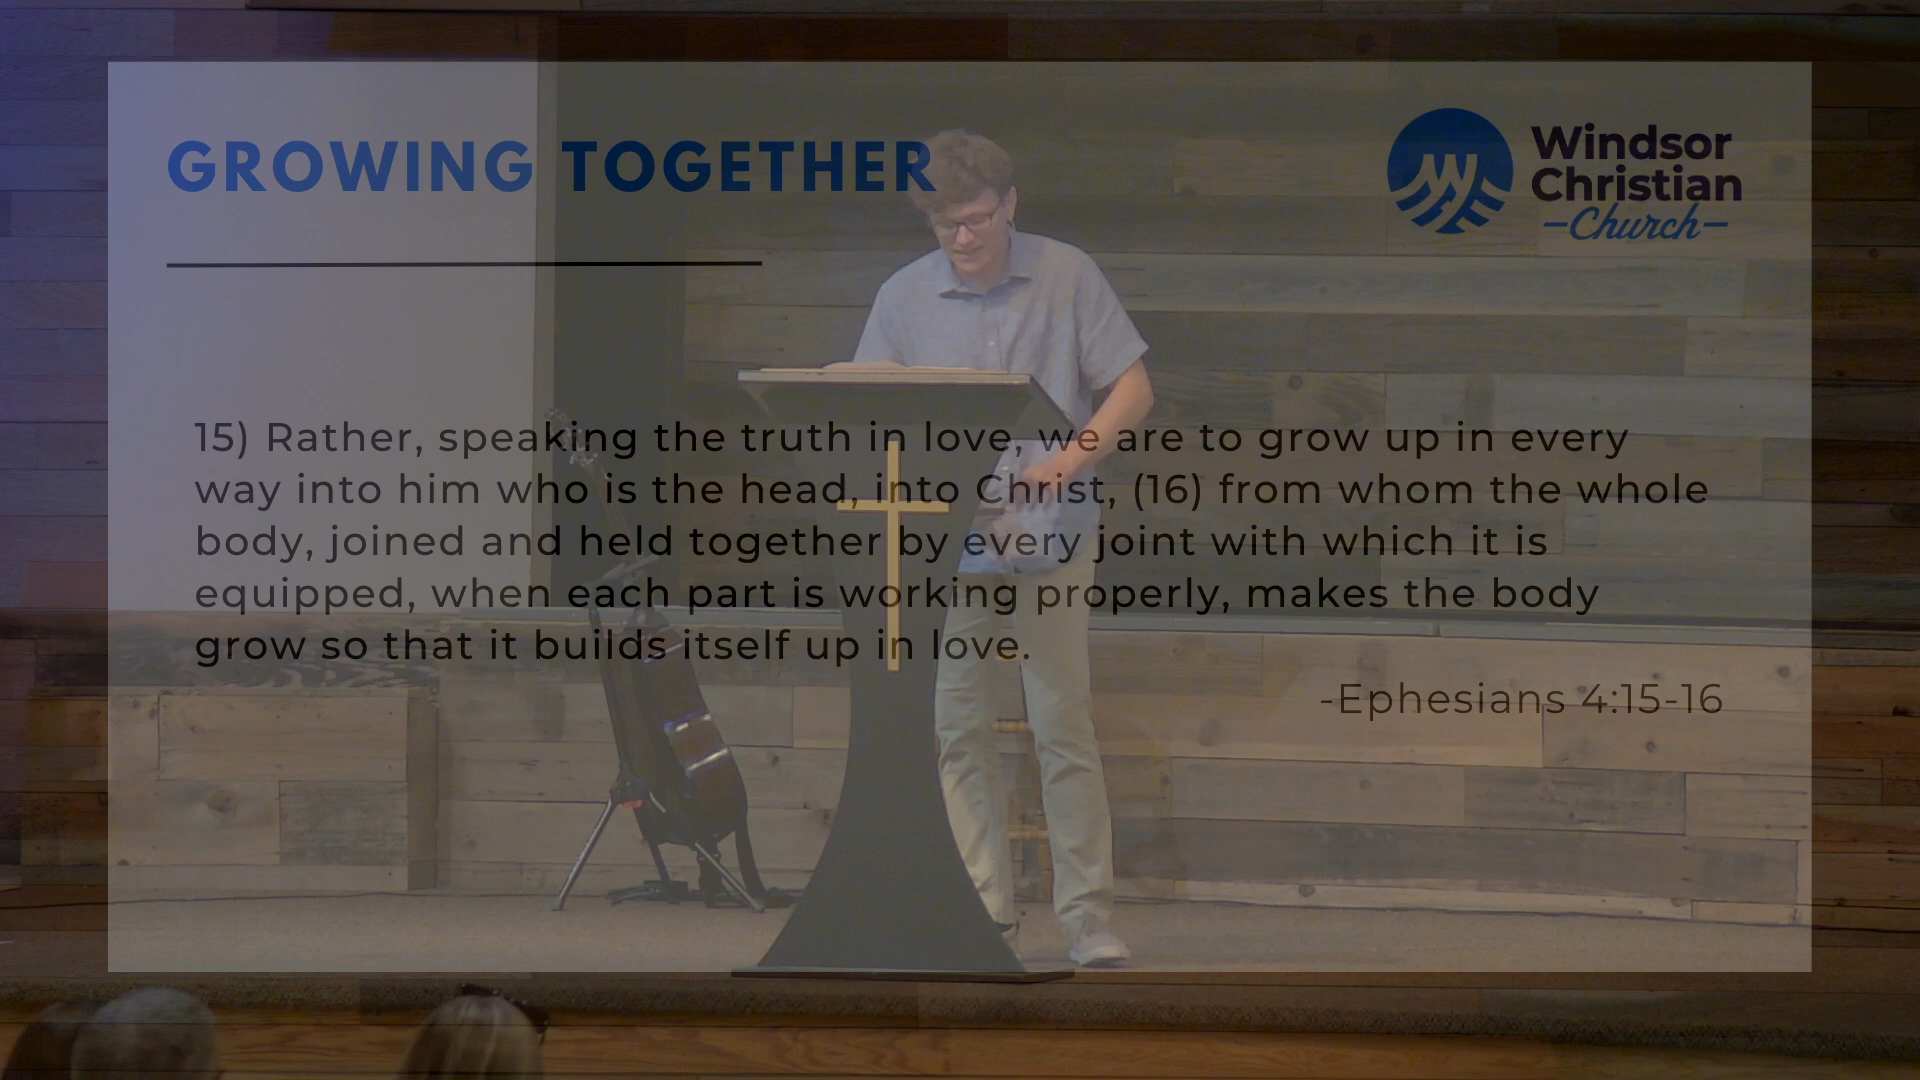 GROWING TOGETHER
Windsor
Christian
-Church-
15) Rather, speaking the truth in love, we are to grow up in every
way into him who is the head, into Christ, (16) from whom the whole
body, joined and held together by every joint with which it is
equipped, when each part is working properly, makes the body
grow so that it builds itself up in love.
-Ephesians 4:15-16